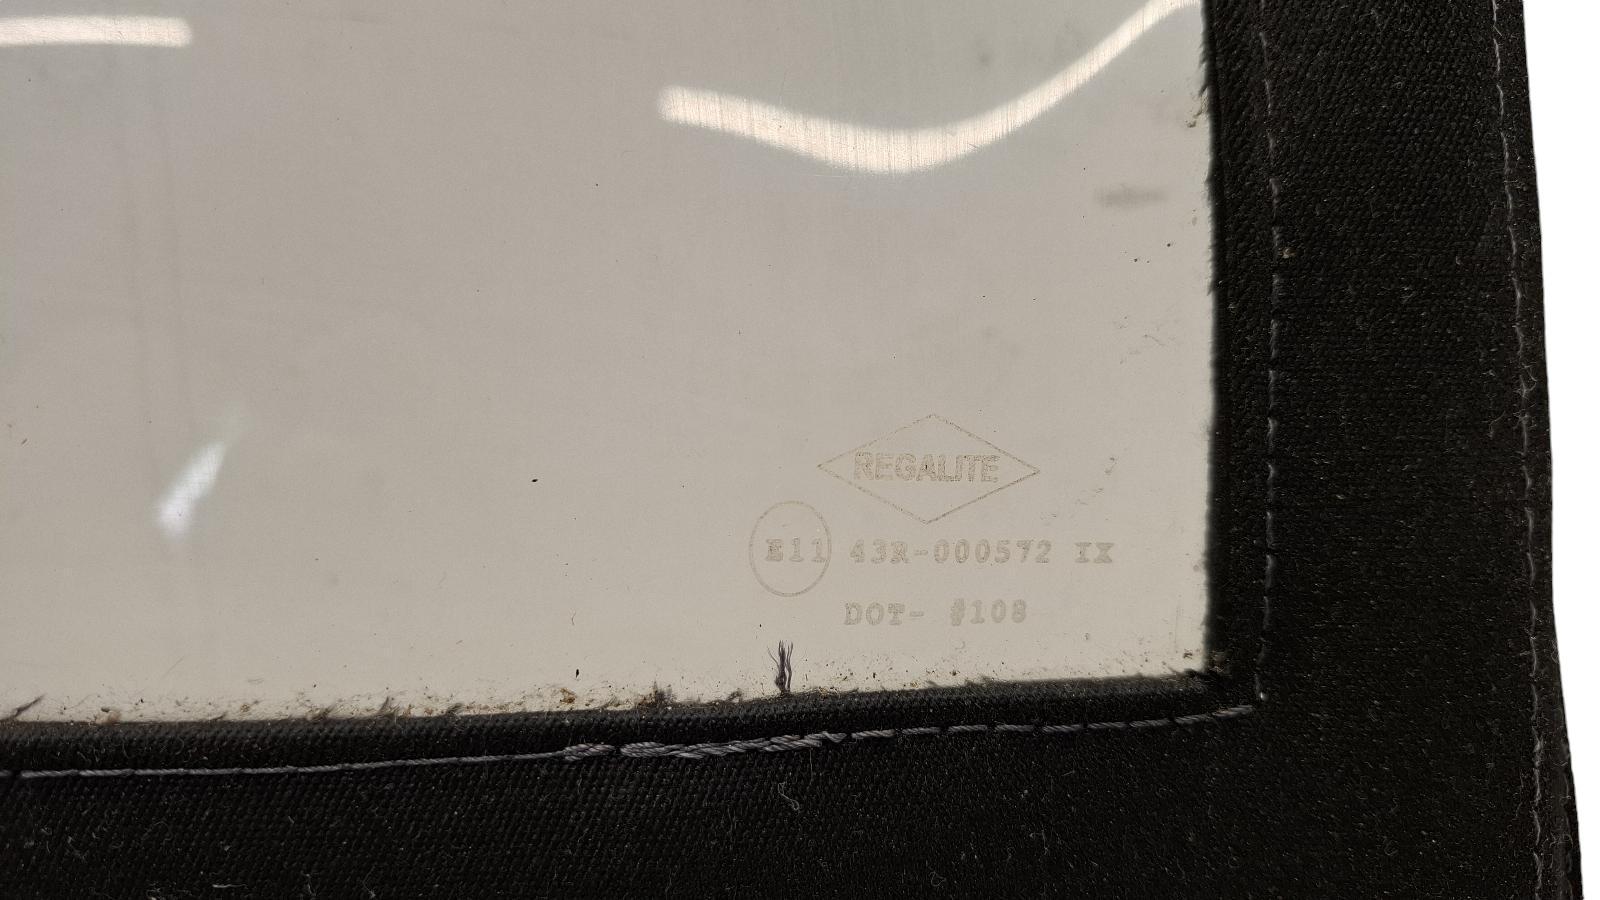 REGALITE
E11 43R-000572 IX
DOT- #108